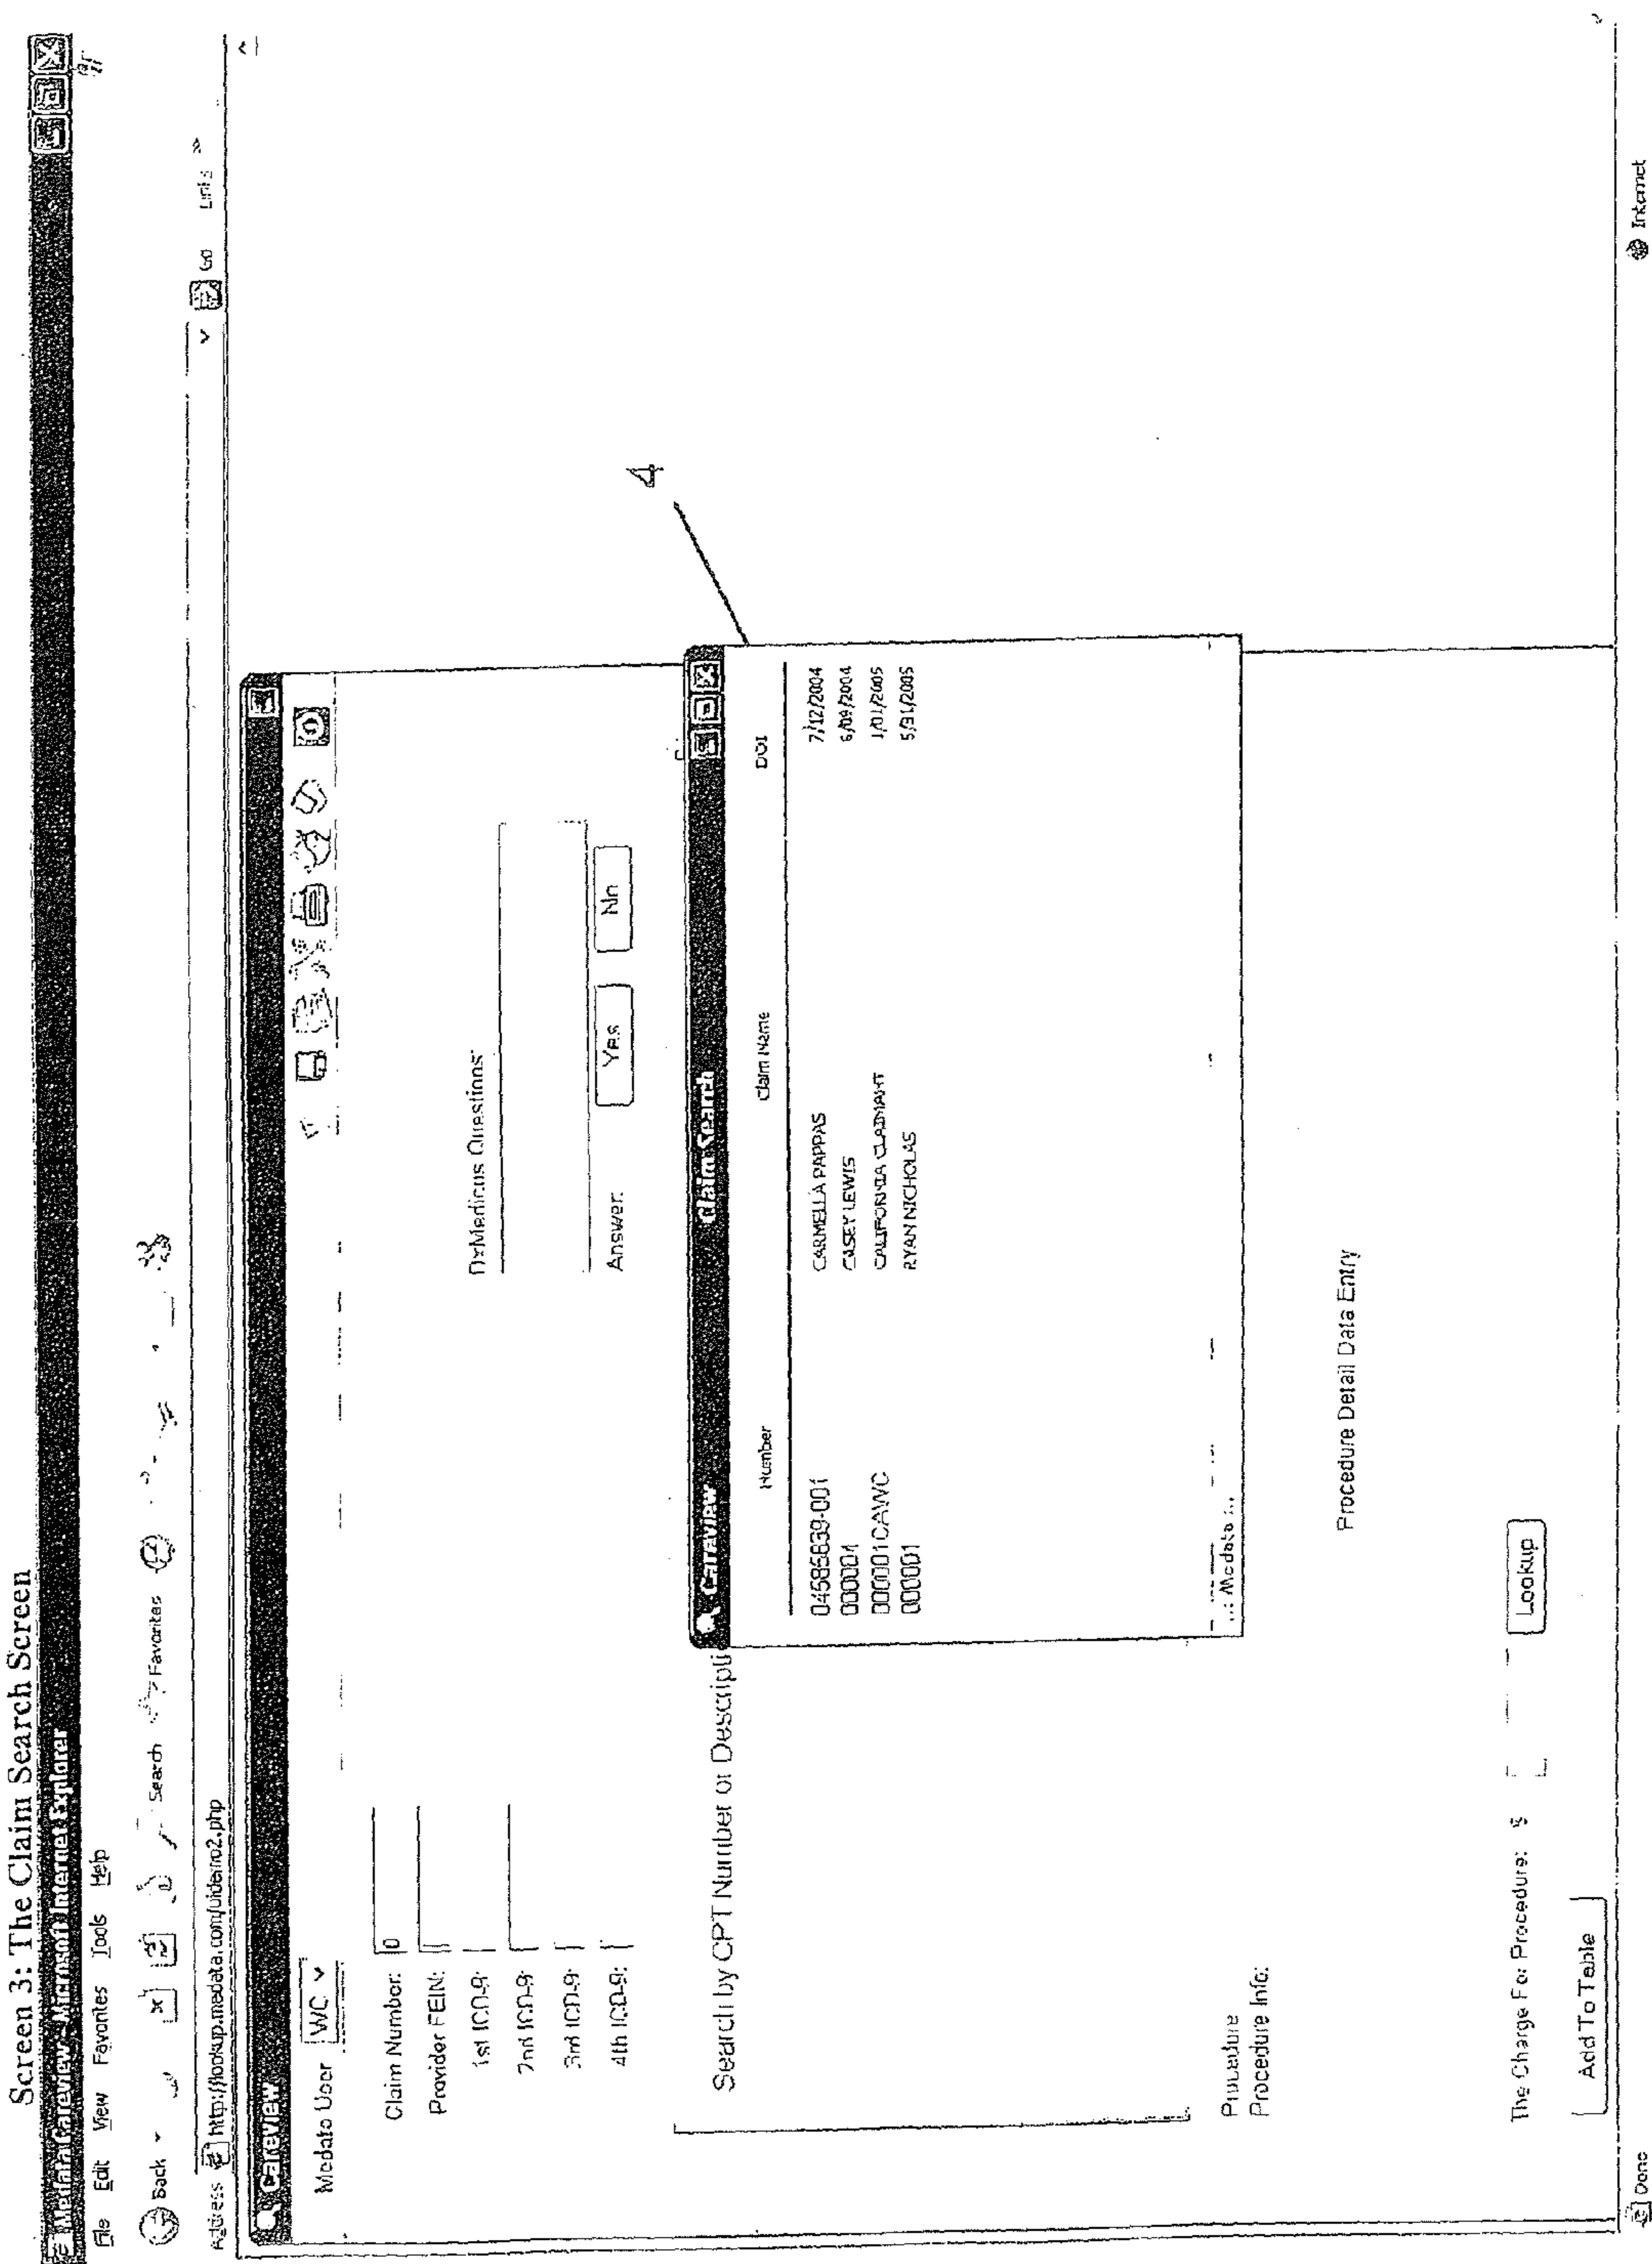 Screen 3: The Claim Search Screen
Medata Careview - Microsoft Internet Explorer
File Edit View Favorites Tools Help
Back Search Favorites
Address http://lookup.medata.com/uidemo2.php Go Links »
Careview
Medata User WC
Claim Number: 0
Provider FEIN:
1st ICD-9:
2nd ICD-9:
3rd ICD-9:
4th ICD-9:
DxMedicus Questions:
Answer: Yes No
Search by CPT Number or Descripti
Careview Claim Search
Number Claim Name DOI
04585839-001 CARMELLA PAPPAS 7/12/2004
000001 CASEY LEWIS 6/09/2004
000001CAWC CALIFORNIA CLAIMANT 1/01/2005
000001 RYAN NICHOLAS 5/31/2005
..: Medata :..
4
Procedure
Procedure Info:
Procedure Detail Data Entry
The Charge For Procedure: $ Lookup
Add To Table
Done Internet